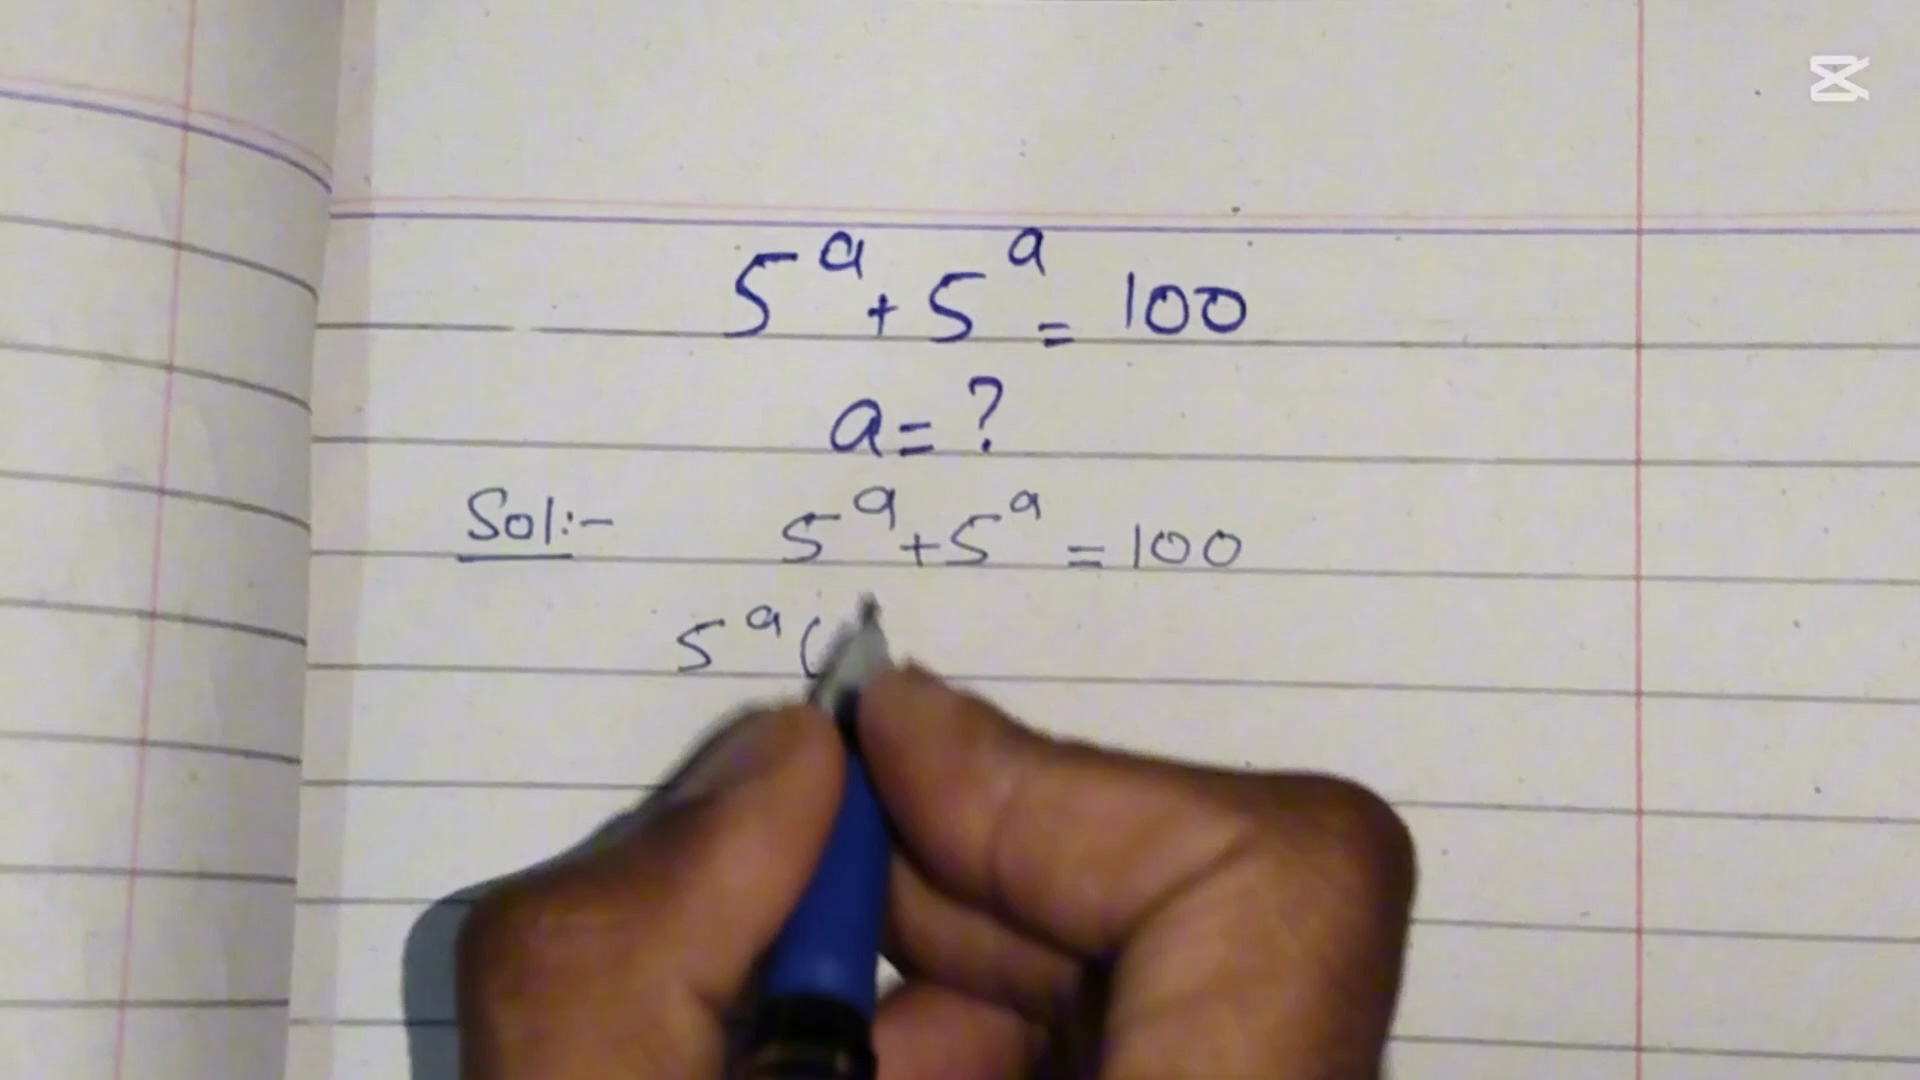 5^a + 5^a = 100
a = ?
Sol:- 5^a + 5^a = 100
5^a (